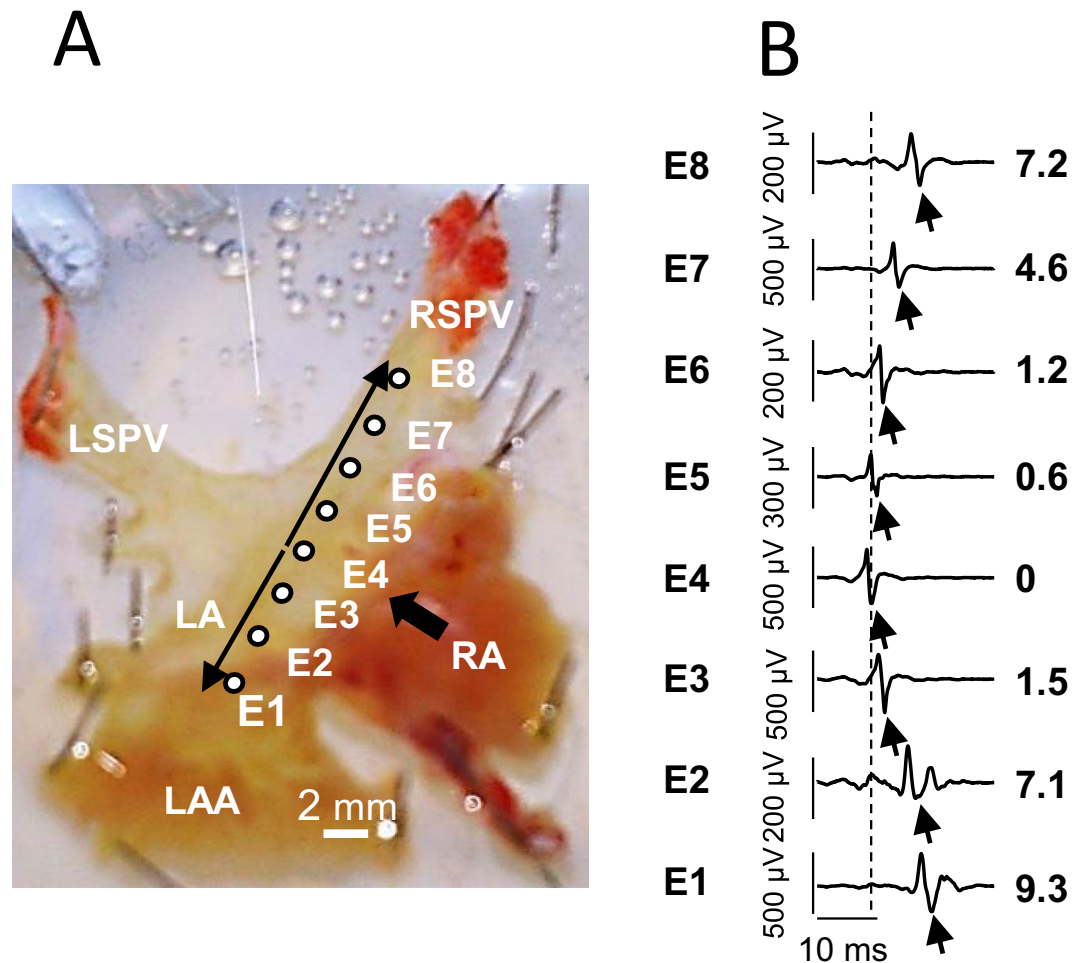 A
RSPV
E8
LSPV
E7
E6
E5
E4
LA
E3
RA
E2
E1
LAA
2 mm
B
E8 200 µV 7.2
E7 500 µV 4.6
E6 200 µV 1.2
E5 300 µV 0.6
E4 500 µV 0
E3 500 µV 1.5
E2 200 µV 7.1
E1 500 µV 9.3
10 ms